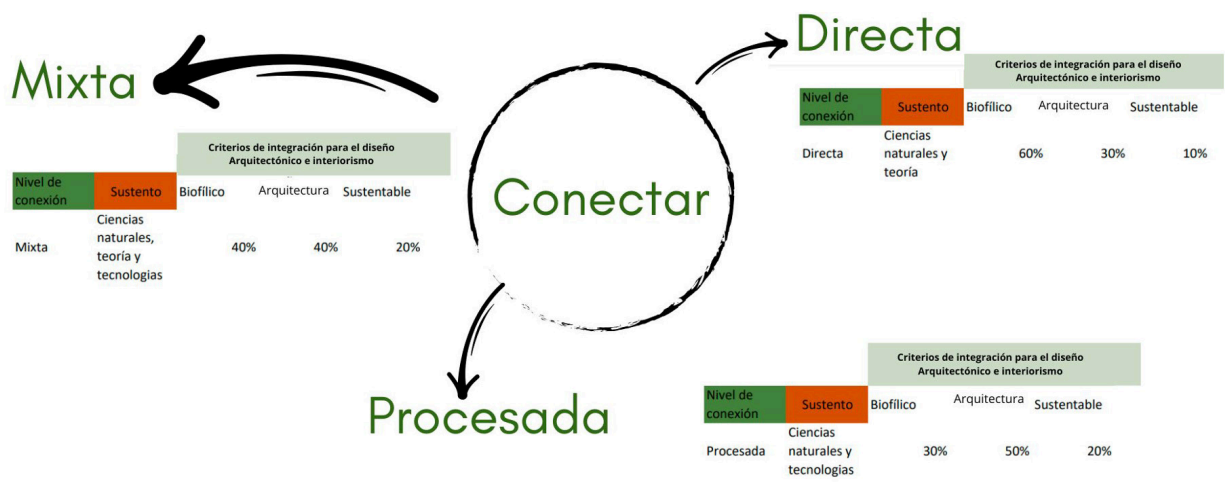 Directa
Criterios de integración para el diseño
Arquitectónico e interiorismo
Nivel de
conexión
Sustento
Biofílico
Arquitectura
Sustentable
Directa
Ciencias
naturales y
teoría
60%
30%
10%
Mixta
Criterios de integración para el diseño
Arquitectónico e interiorismo
Nivel de
conexión
Sustento
Biofílico
Arquitectura
Sustentable
Mixta
Ciencias
naturales,
teoría y
tecnologias
40%
40%
20%
Conectar
Procesada
Criterios de integración para el diseño
Arquitectónico e interiorismo
Nivel de
conexión
Sustento
Biofílico
Arquitectura
Sustentable
Procesada
Ciencias
naturales y
tecnologias
30%
50%
20%